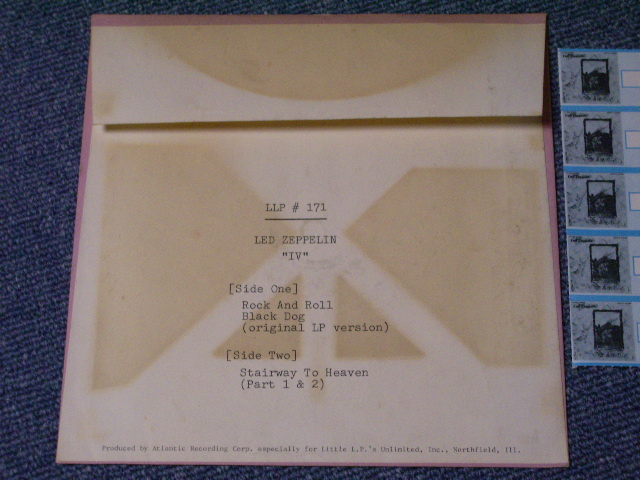 LLP # 171
LED ZEPPELIN
"IV"
[Side One]
Rock And Roll
Black Dog
(original LP version)
[Side Two]
Stairway To Heaven
(Part 1 & 2)
Produced by Atlantic Recording Corp. especially for Little L.P.'s Unlimited, Inc., Northfield, Ill.